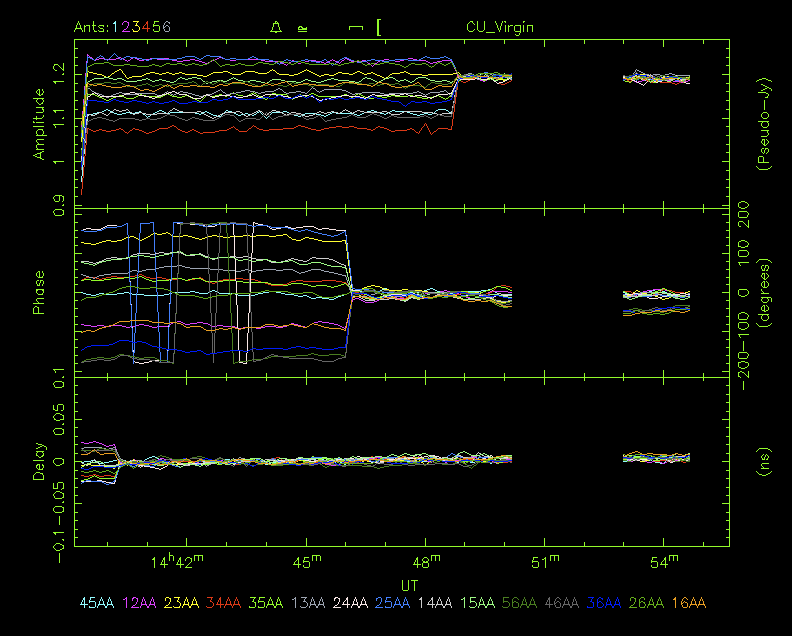 Ants:123456 CU_Virgin
Amplitude
1.2
1.1
1
0.9
(Pseudo-Jy)
Phase
200
100
0
-100
-200
(degrees)
Delay
0.1
0.05
0
-0.05
-0.1
(ns)
14h42m 45m 48m 51m 54m
UT
45AA 12AA 23AA 34AA 35AA 13AA 24AA 25AA 14AA 15AA 56AA 46AA 36AA 26AA 16AA